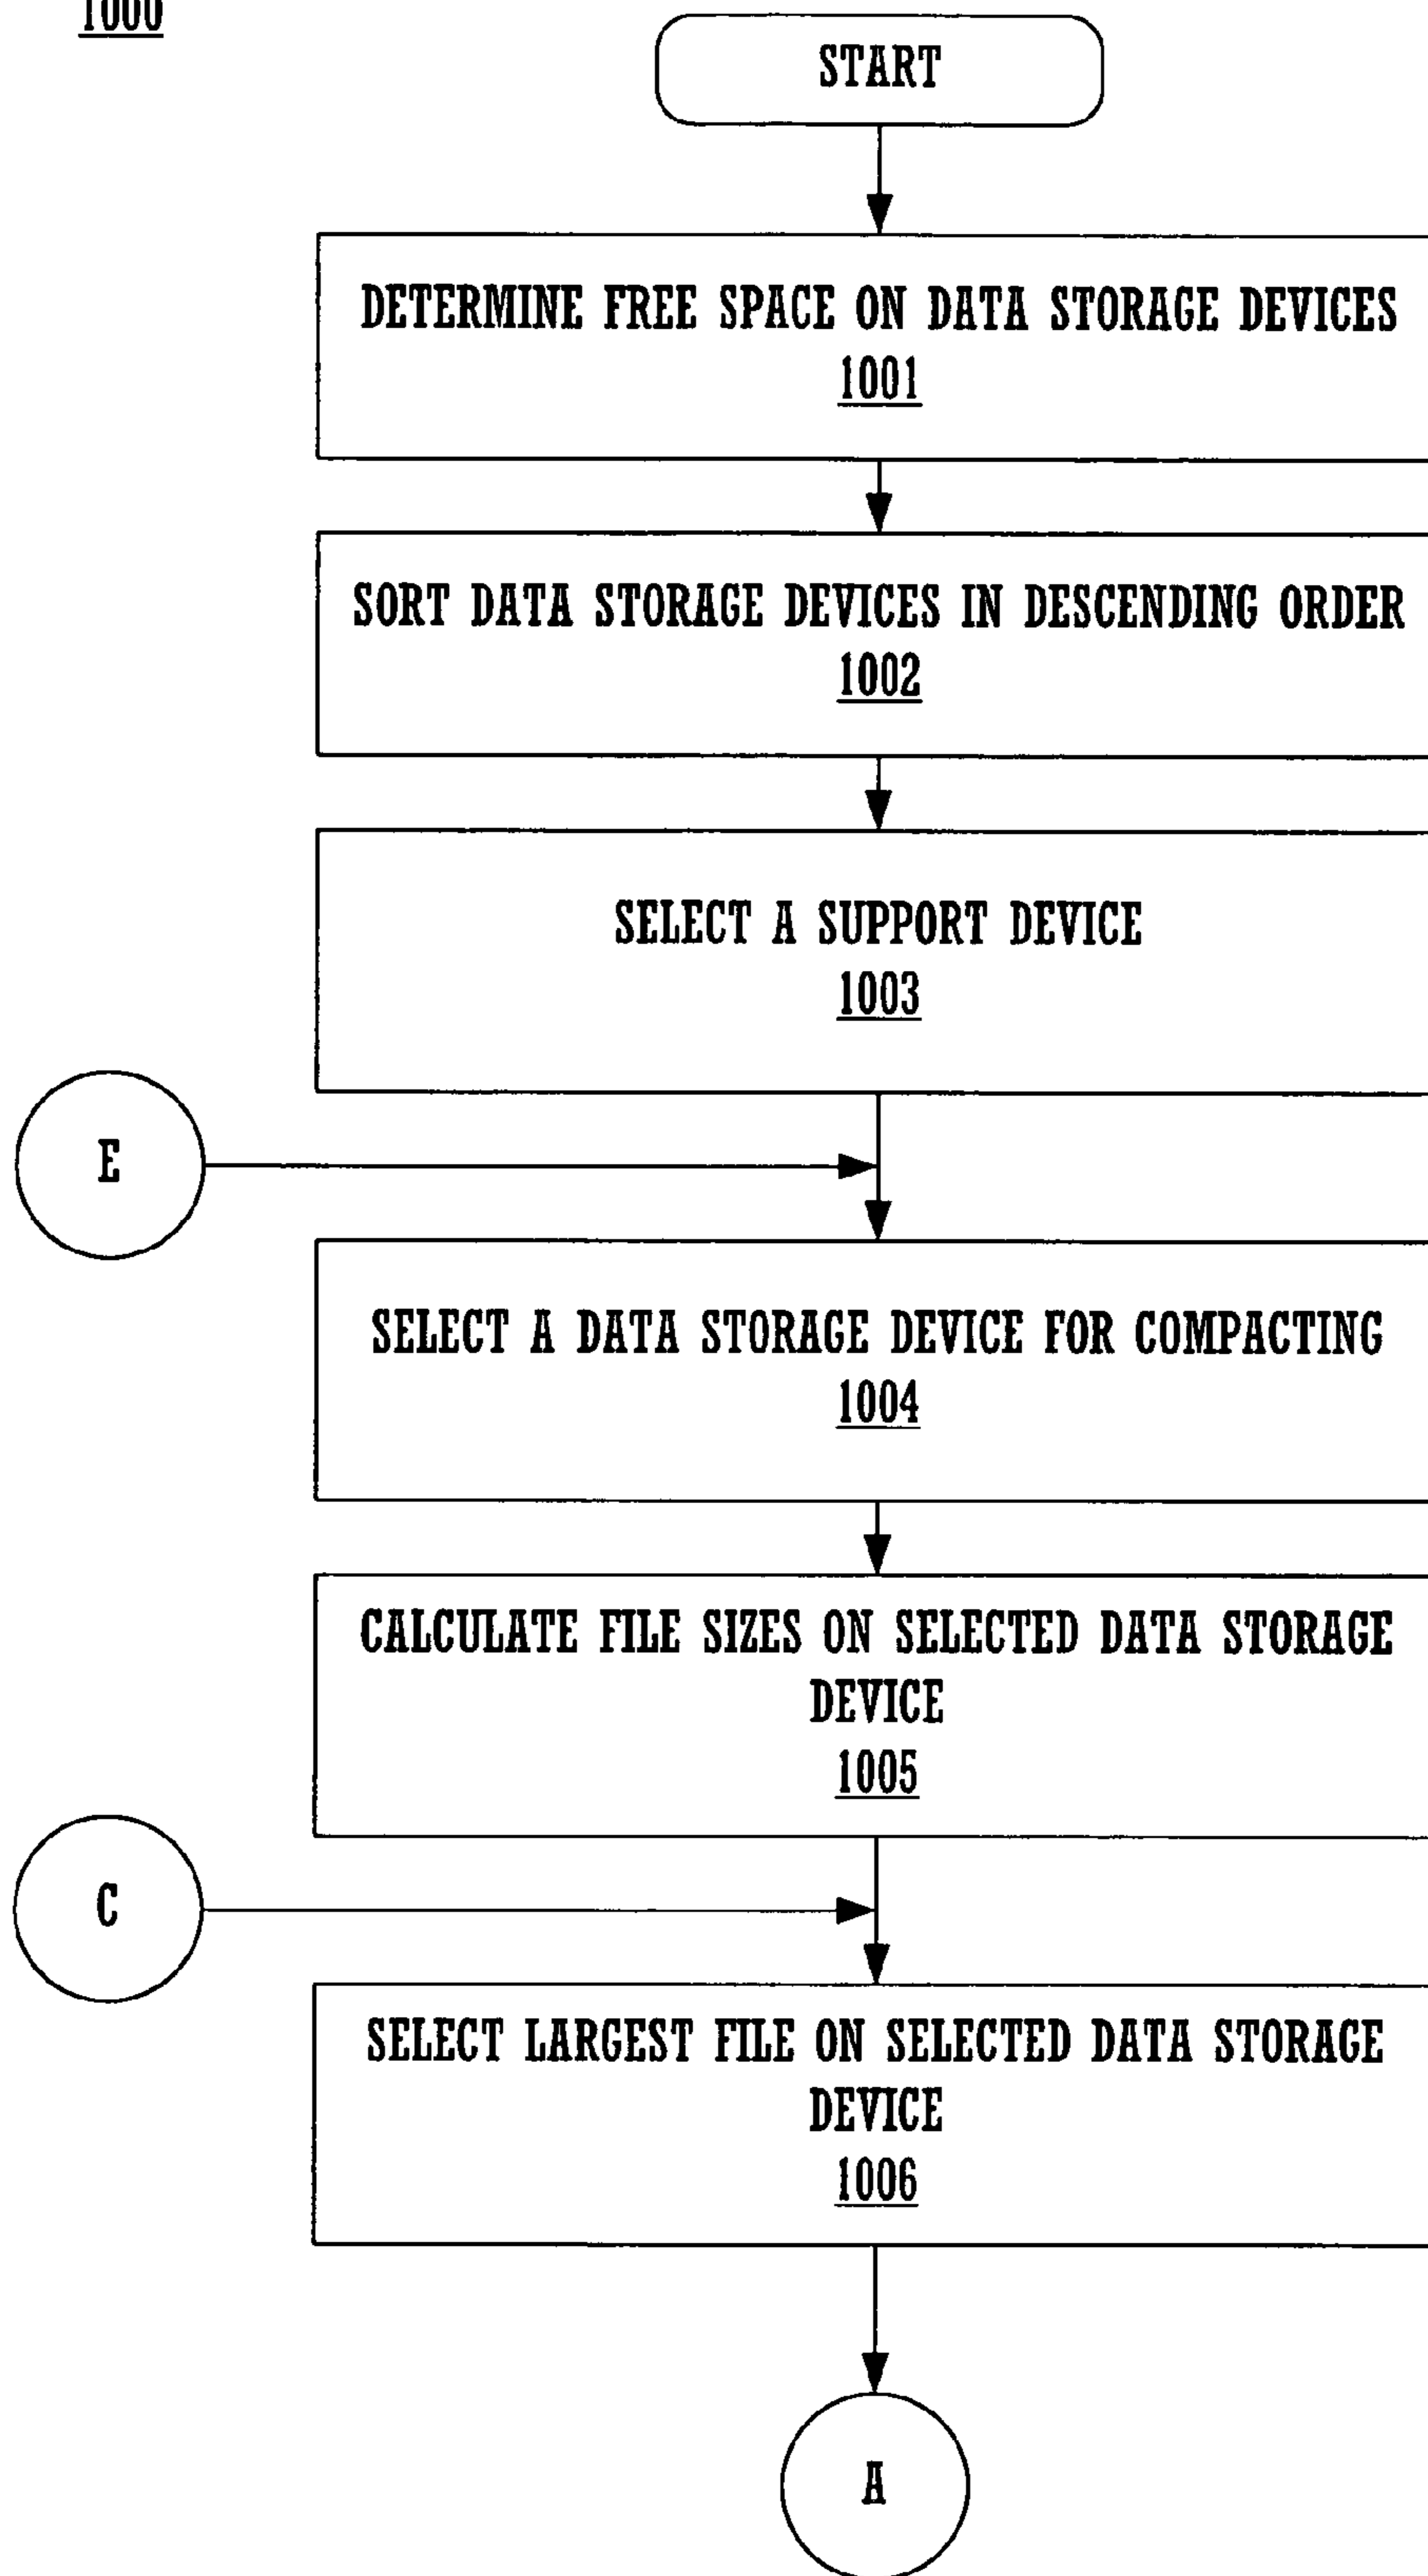 1000
START
DETERMINE FREE SPACE ON DATA STORAGE DEVICES
1001
SORT DATA STORAGE DEVICES IN DESCENDING ORDER
1002
SELECT A SUPPORT DEVICE
1003
E
SELECT A DATA STORAGE DEVICE FOR COMPACTING
1004
CALCULATE FILE SIZES ON SELECTED DATA STORAGE
DEVICE
1005
C
SELECT LARGEST FILE ON SELECTED DATA STORAGE
DEVICE
1006
A